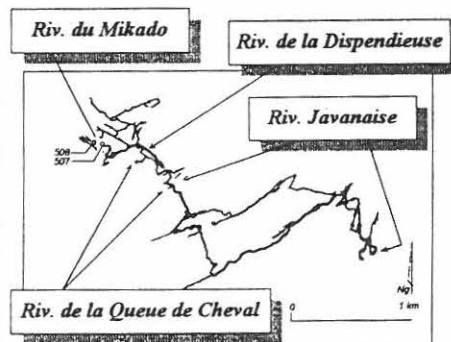 Riv. du Mikado
Riv. de la Dispendieuse
Riv. Javanaise
508
507
Riv. de la Queue de Cheval
Ng
0 1 km